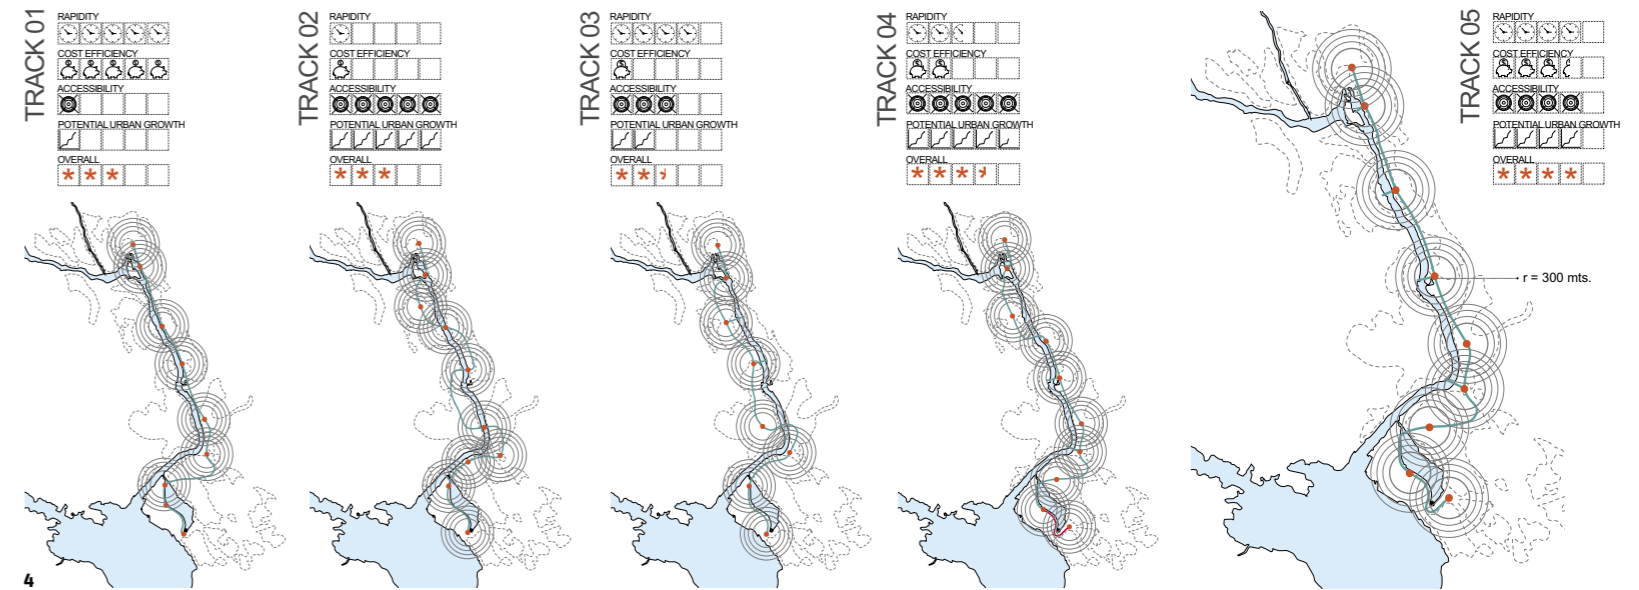 TRACK 01
RAPIDITY
COST EFFICIENCY
ACCESSIBILITY
POTENTIAL URBAN GROWTH
OVERALL
* * *
TRACK 02
RAPIDITY
COST EFFICIENCY
ACCESSIBILITY
POTENTIAL URBAN GROWTH
OVERALL
* * *
TRACK 03
RAPIDITY
COST EFFICIENCY
ACCESSIBILITY
POTENTIAL URBAN GROWTH
OVERALL
* * *
TRACK 04
RAPIDITY
COST EFFICIENCY
ACCESSIBILITY
POTENTIAL URBAN GROWTH
OVERALL
* * * *
TRACK 05
RAPIDITY
COST EFFICIENCY
ACCESSIBILITY
POTENTIAL URBAN GROWTH
OVERALL
* * * *
r = 300 mts.
4